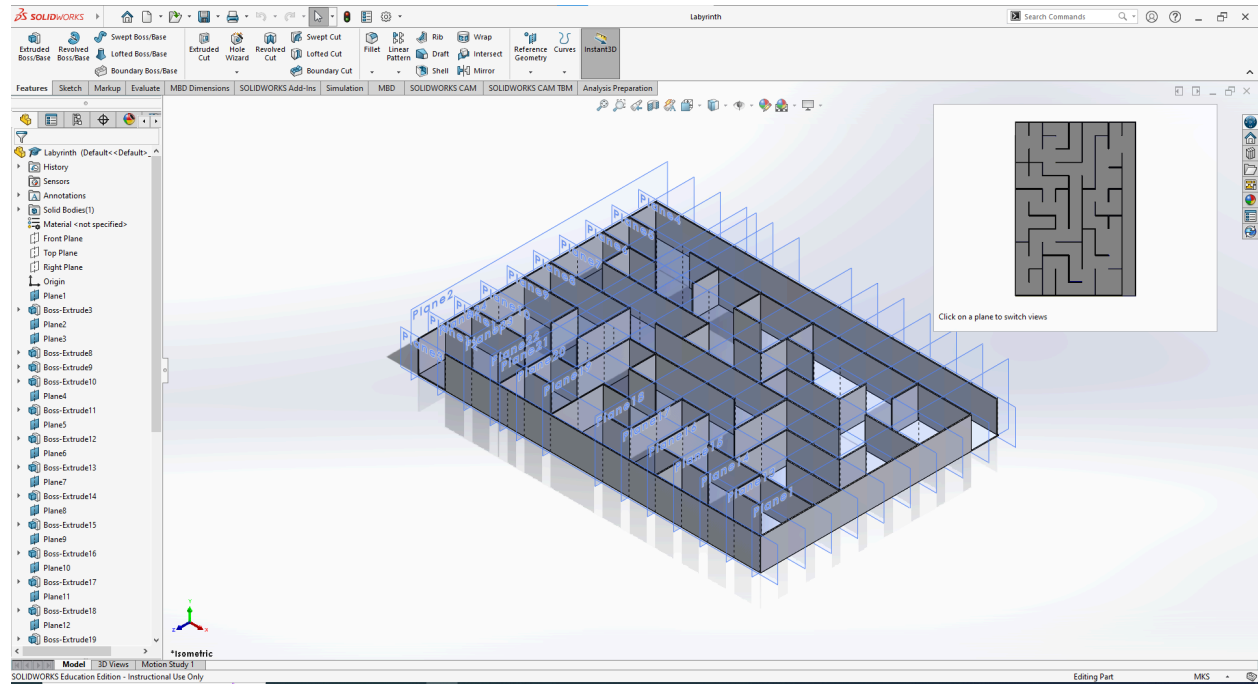 SOLIDWORKS
Labyrinth
Search Commands
Extruded Boss/Base
Revolved Boss/Base
Swept Boss/Base
Lofted Boss/Base
Boundary Boss/Base
Extruded Cut
Hole Wizard
Revolved Cut
Swept Cut
Lofted Cut
Boundary Cut
Fillet
Linear Pattern
Rib
Draft
Shell
Wrap
Intersect
Mirror
Reference Geometry
Curves
Instant3D
Features Sketch Markup Evaluate MBD Dimensions SOLIDWORKS Add-Ins Simulation MBD SOLIDWORKS CAM SOLIDWORKS CAM TBM Analysis Preparation
Labyrinth (Default<<Default>_
History
Sensors
Annotations
Solid Bodies(1)
Material <not specified>
Front Plane
Top Plane
Right Plane
Origin
Plane1
Boss-Extrude3
Plane2
Plane3
Boss-Extrude8
Boss-Extrude9
Boss-Extrude10
Plane4
Boss-Extrude11
Plane5
Boss-Extrude12
Plane6
Boss-Extrude13
Plane7
Boss-Extrude14
Plane8
Boss-Extrude15
Plane9
Boss-Extrude16
Plane10
Boss-Extrude17
Plane11
Boss-Extrude18
Plane12
Boss-Extrude19
Plane2
Plane1
Click on a plane to switch views
Y
Z
X
*Isometric
Model 3D Views Motion Study 1
SOLIDWORKS Education Edition - Instructional Use Only
Editing Part
MKS